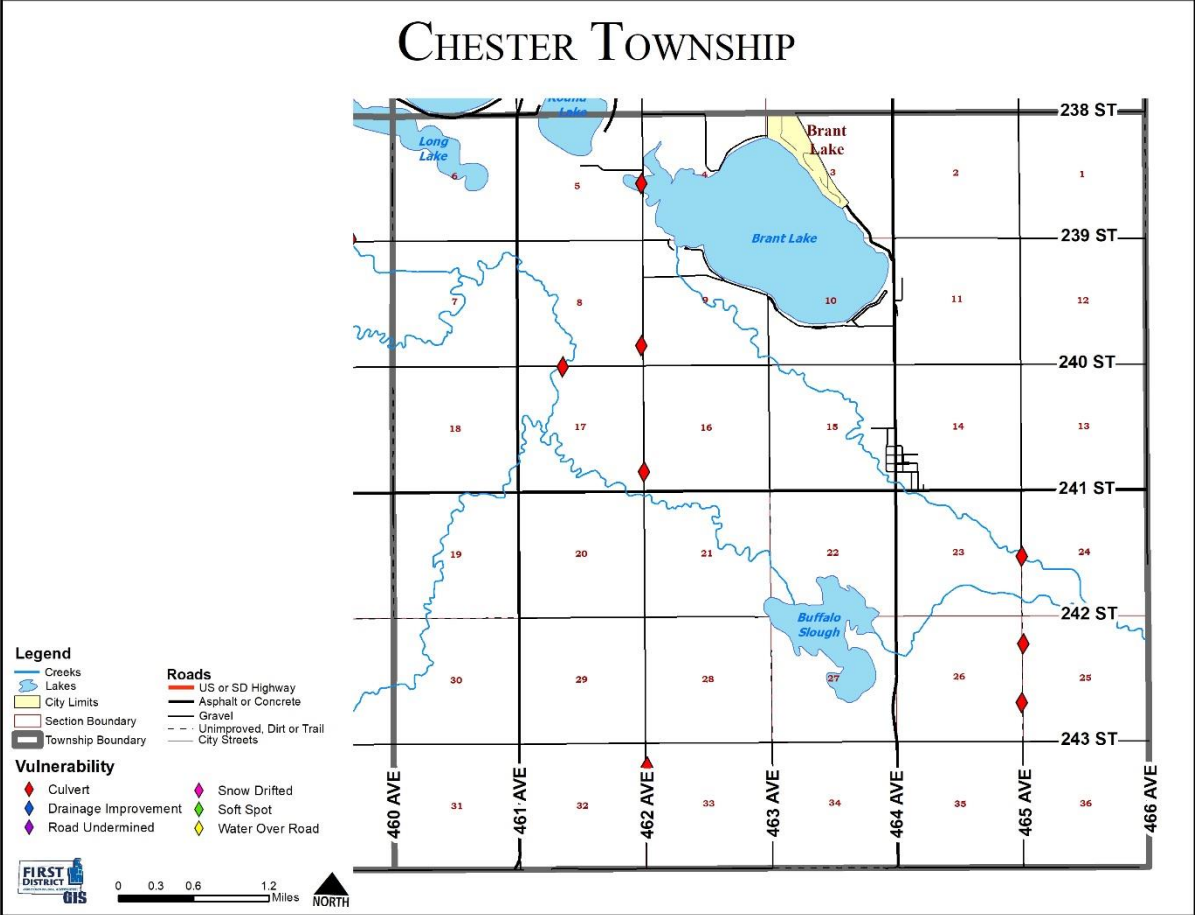 CHESTER TOWNSHIP
Round
Lake
238 ST
Long
Lake
Brant
Lake
6
5
4
3
2
1
Brant Lake
239 ST
7
8
9
10
11
12
240 ST
18
17
16
15
14
13
241 ST
19
20
21
22
23
24
Buffalo
Slough
242 ST
30
29
28
27
26
25
243 ST
460 AVE
461 AVE
462 AVE
463 AVE
464 AVE
465 AVE
466 AVE
31
32
33
34
35
36
Legend
Creeks
Lakes
City Limits
Section Boundary
Township Boundary
Roads
US or SD Highway
Asphalt or Concrete
Gravel
Unimproved, Dirt or Trail
City Streets
Vulnerability
Culvert
Drainage Improvement
Road Undermined
Snow Drifted
Soft Spot
Water Over Road
FIRST
DISTRICT
GIS
0 0.3 0.6 1.2
Miles
NORTH